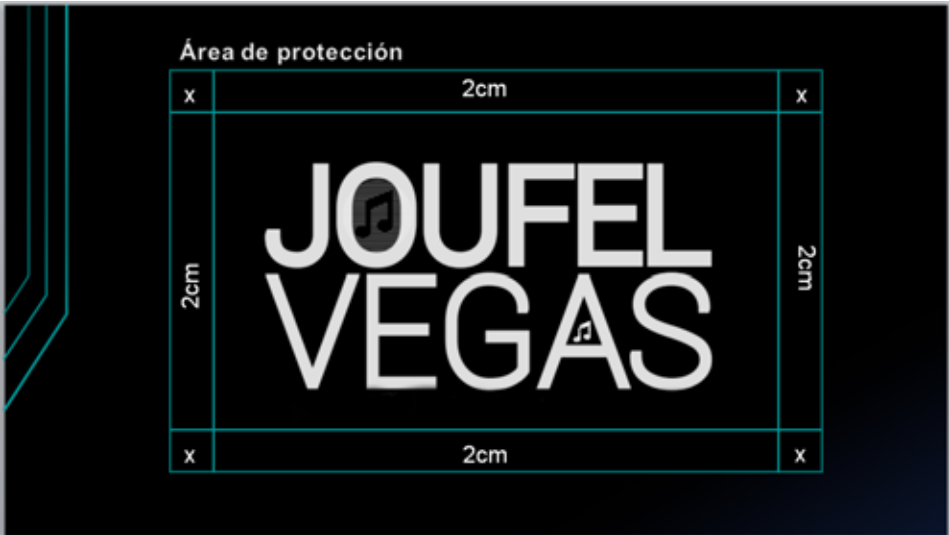 Área de protección
x 2cm x
JOUFEL
VEGAS
2cm 2cm
x 2cm x